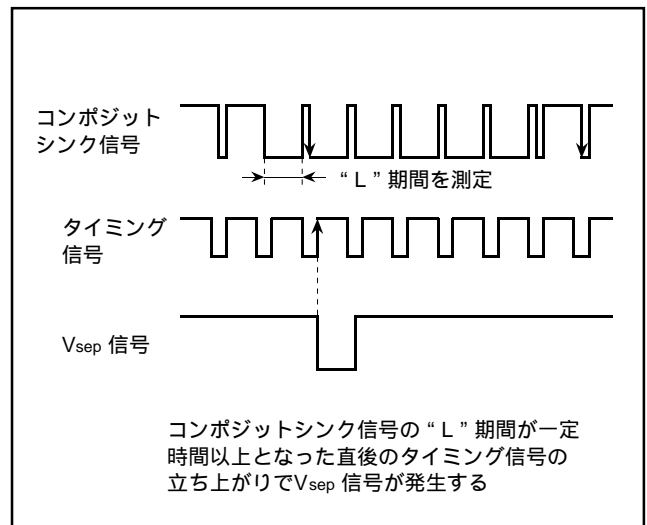 コンポジット
シンク信号
“ L ” 期間を測定
タイミング
信号
Vsep 信号
コンポジットシンク信号の “ L ” 期間が一定
時間以上となった直後のタイミング信号の
立ち上がりでVsep 信号が発生する